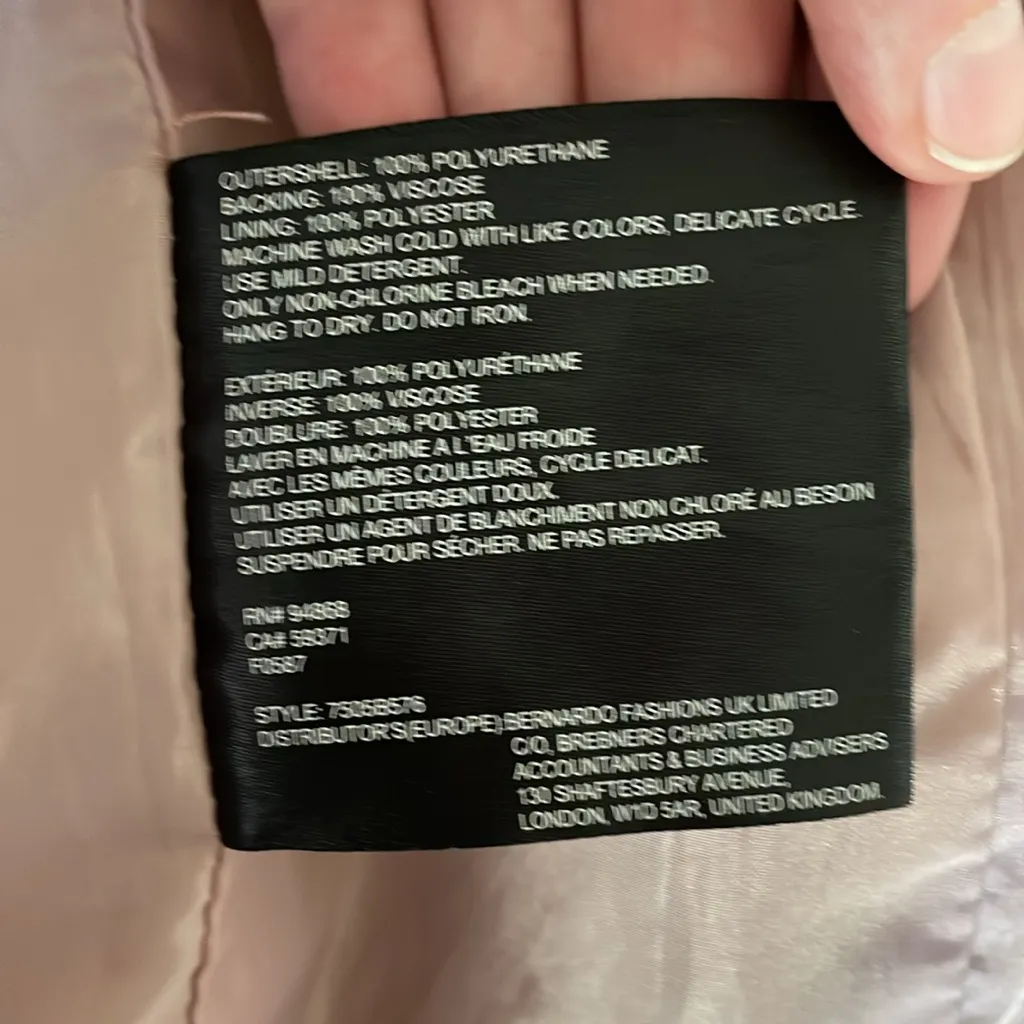 OUTERSHELL: 100% POLYURETHANE
BACKING: 100% VISCOSE
LINING: 100% POLYESTER
MACHINE WASH COLD WITH LIKE COLORS, DELICATE CYCLE.
USE MILD DETERGENT.
ONLY NON-CHLORINE BLEACH WHEN NEEDED.
HANG TO DRY. DO NOT IRON.
EXTÉRIEUR: 100% POLYURÉTHANE
INVERSE: 100% VISCOSE
DOUBLURE: 100% POLYESTER
LAVER EN MACHINE A L'EAU FROIDE
AVEC LES MÊMES COULEURS, CYCLE DELICAT.
UTILISER UN DÉTERGENT DOUX.
UTILISER UN AGENT DE BLANCHIMENT NON CHLORÉ AU BESOIN
SUSPENDRE POUR SÉCHER. NE PAS REPASSER.
RN# 94868
CA# 59371
F0587
STYLE:
DISTRIBUTORS(EUROPE):BERNARDO FASHIONS UK LIMITED
C/O, BREBNERS CHARTERED
ACCOUNTANTS & BUSINESS ADVISERS
130 SHAFTESBURY AVENUE,
LONDON, W1D 5AR, UNITED KINGDOM.